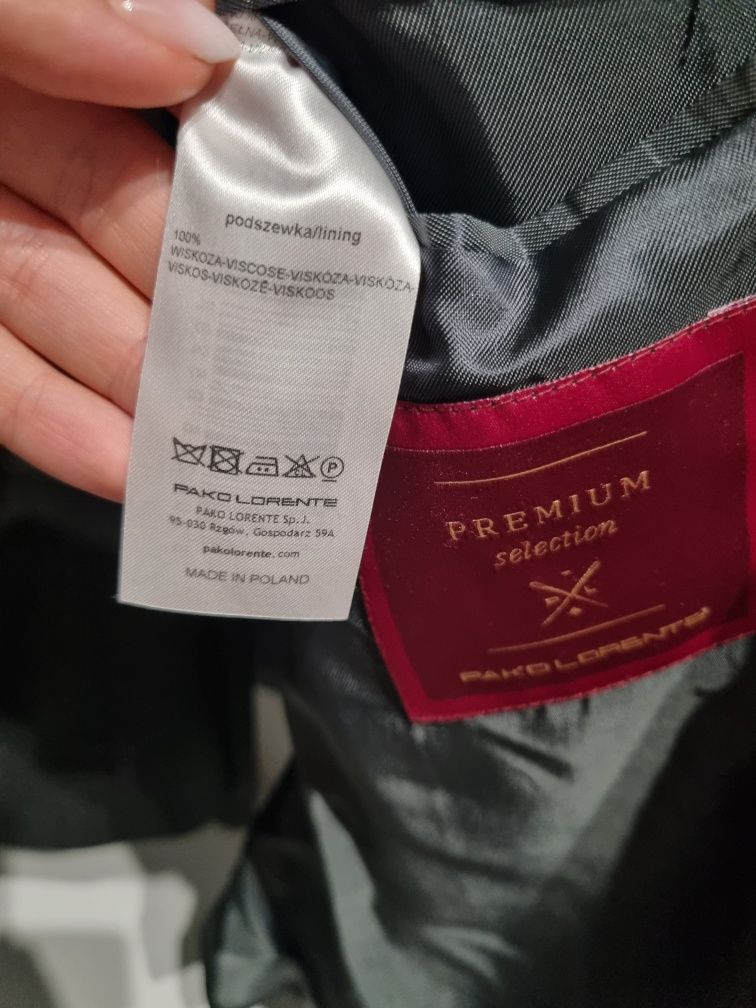 podszewka/lining
100%
WISKOZA-VISCOSE-VISKÓZA-VISKÓZA-
VISKOS-VISKOZĖ-VISKOOS
P
PAKO LORENTE
PAKO LORENTE Sp.J.
95-030 Rzgów, Gospodarz 59A
pakolorente.com
MADE IN POLAND
PREMIUM
selection
PAKO LORENTE